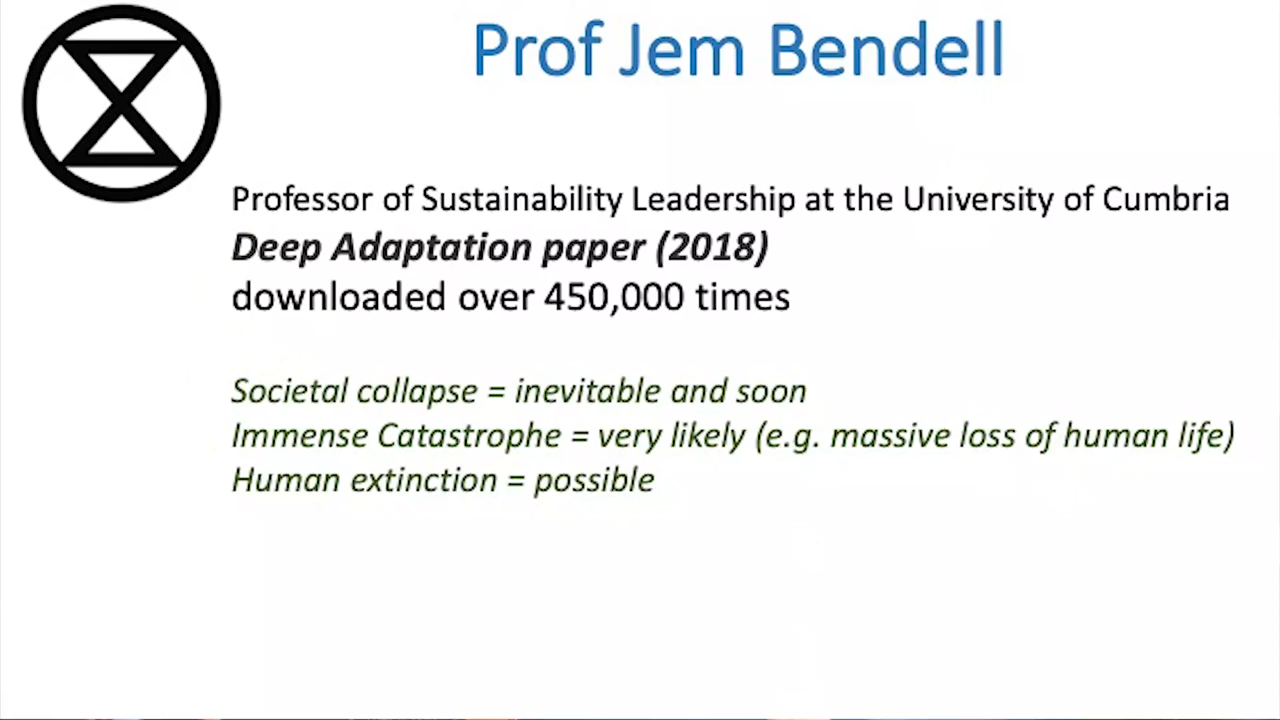 Prof Jem Bendell
Professor of Sustainability Leadership at the University of Cumbria
Deep Adaptation paper (2018)
downloaded over 450,000 times
Societal collapse = inevitable and soon
Immense Catastrophe = very likely (e.g. massive loss of human life)
Human extinction = possible